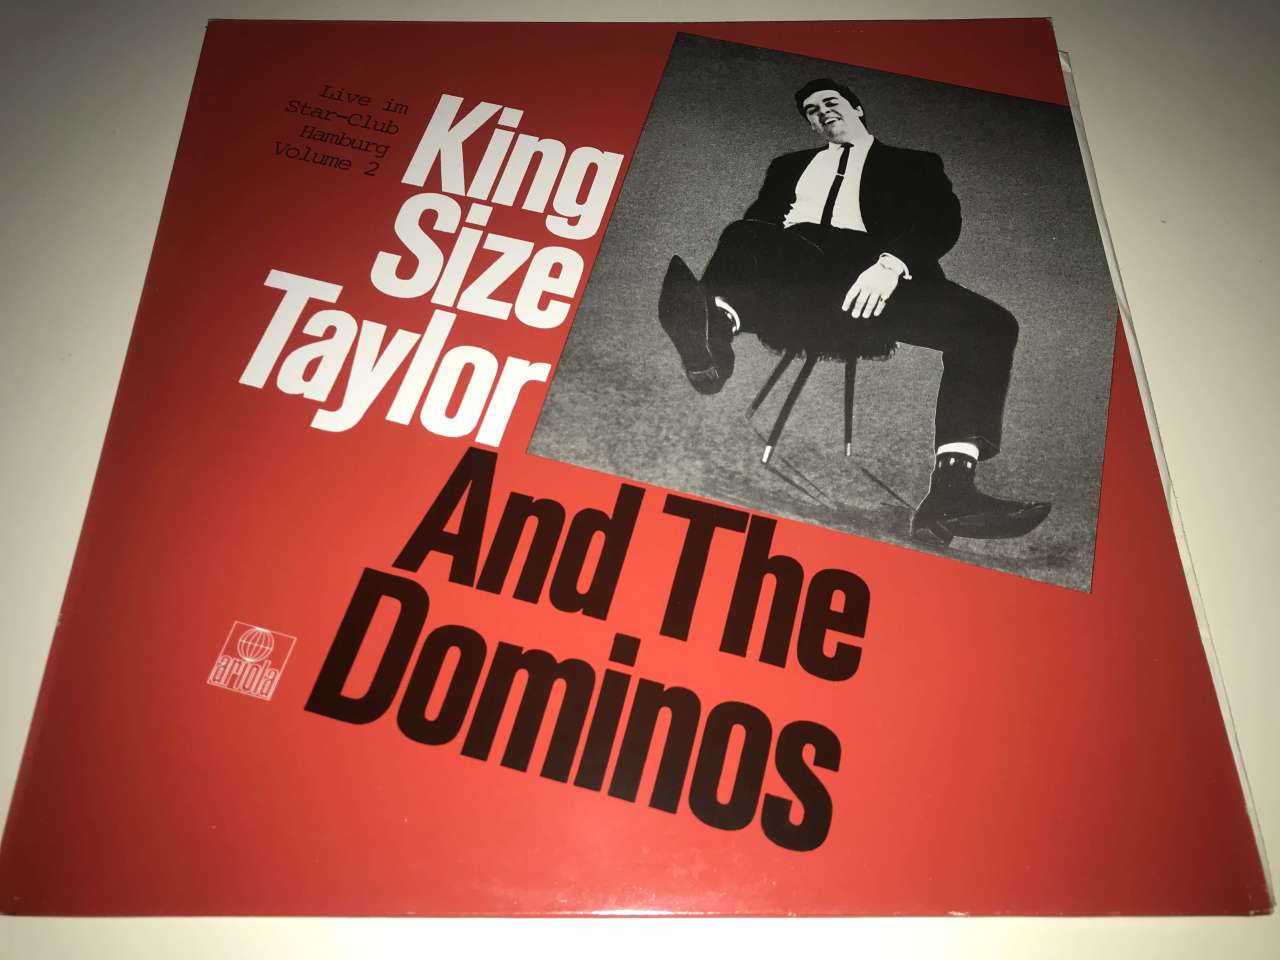 Live im
Star-Club
Hamburg
Volume 2
King
Size
Taylor
And The
Dominos
ariola